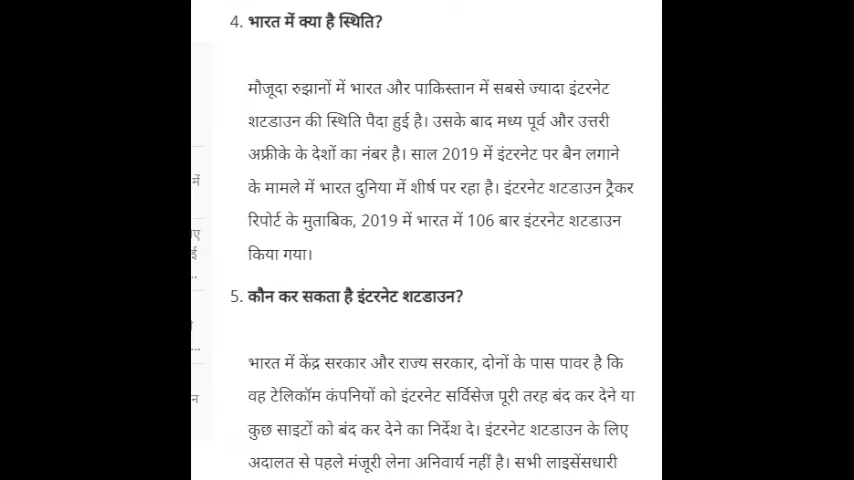 4. भारत में क्या है स्थिति?
मौजूदा रुझानों में भारत और पाकिस्तान में सबसे ज्यादा इंटरनेट
शटडाउन की स्थिति पैदा हुई है। उसके बाद मध्य पूर्व और उत्तरी
अफ्रीके के देशों का नंबर है। साल 2019 में इंटरनेट पर बैन लगाने
के मामले में भारत दुनिया में शीर्ष पर रहा है। इंटरनेट शटडाउन ट्रैकर
रिपोर्ट के मुताबिक, 2019 में भारत में 106 बार इंटरनेट शटडाउन
किया गया।
5. कौन कर सकता है इंटरनेट शटडाउन?
भारत में केंद्र सरकार और राज्य सरकार, दोनों के पास पावर है कि
वह टेलिकॉम कंपनियों को इंटरनेट सर्विसेज पूरी तरह बंद कर देने या
कुछ साइटों को बंद कर देने का निर्देश दे। इंटरनेट शटडाउन के लिए
अदालत से पहले मंजूरी लेना अनिवार्य नहीं है। सभी लाइसेंसधारी